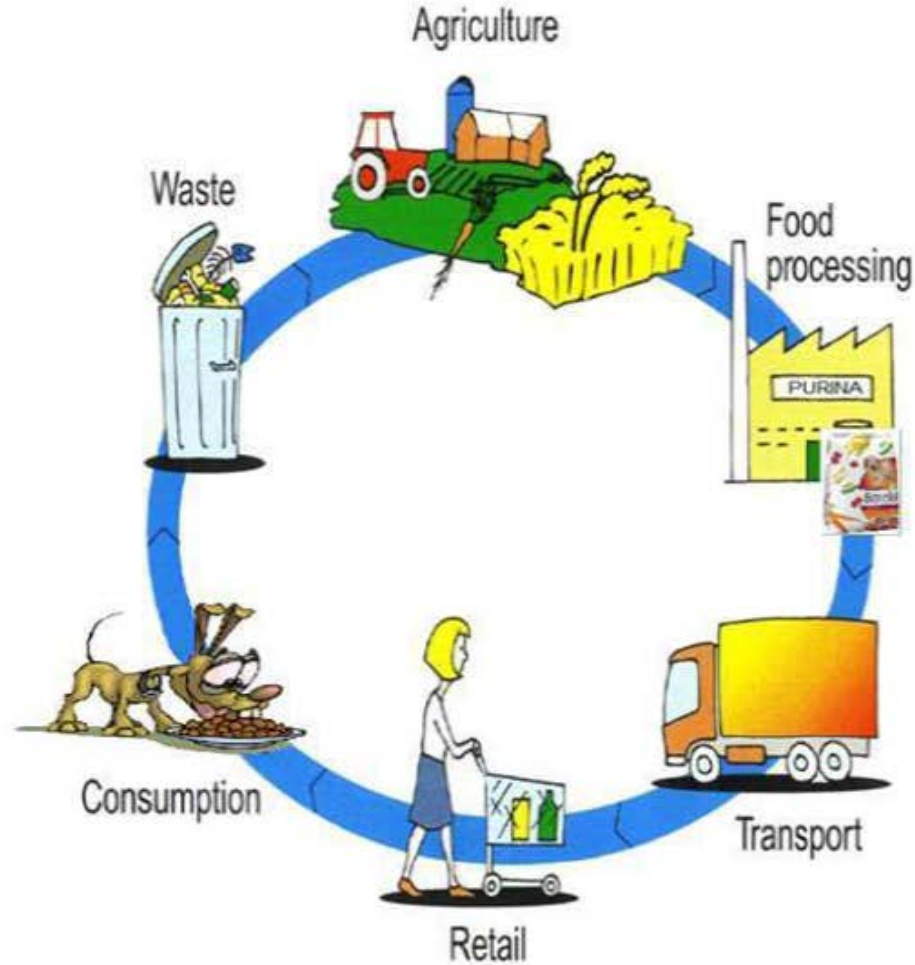 Agriculture
Waste
Food
processing
PURINA
Consumption
Transport
Retail